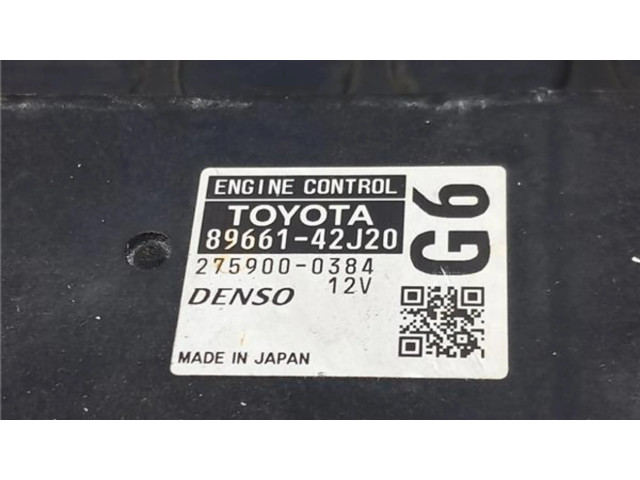 ENGINE CONTROL
TOYOTA
89661-42J20
275900-0384
12V
DENSO
MADE IN JAPAN
G6